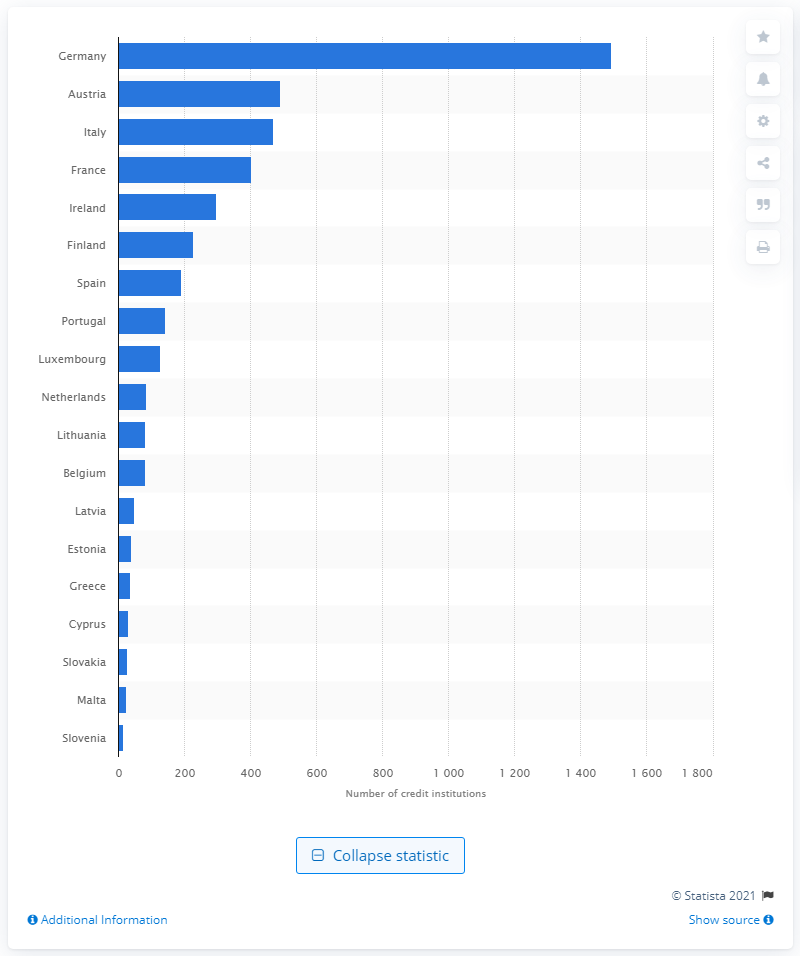 Germany
Austria
Italy
France
Ireland
Finland
Spain
Portugal
Luxembourg
Netherlands
Lithuania
Belgium
Latvia
Estonia
Greece
Cyprus
Slovakia
Malta
Slovenia
0 200 400 600 800 1 000 1 200 1 400 1 600 1 800
Number of credit institutions
Collapse statistic
© Statista 2021
Additional Information
Show source